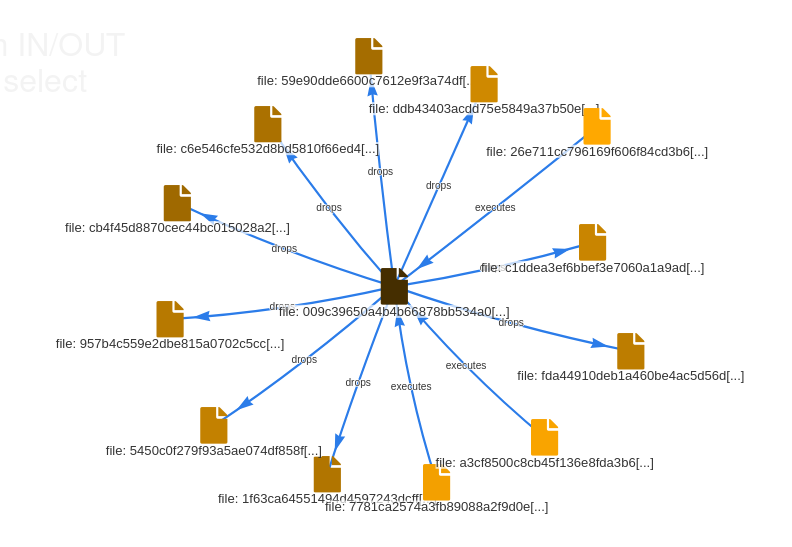 n IN/OUT
select
file: 59e90dde6600c7612e9f3a74df[...]
file: ddb43403acdd75e5849a37b50e[...]
file: c6e546cfe532d8bd5810f66ed4[...]
file: 26e711cc796169f606f84cd3b6[...]
drops
drops
drops
executes
file: cb4f45d8870cec44bc015028a2[...]
drops
file: c1ddea3ef6bbef3e7060a1a9ad[...]
drops
file: 009c39650a4b4b66878bb534a0[...]
drops
file: 957b4c559e2dbe815a0702c5cc[...]
drops
executes
file: fda44910deb1a460be4ac5d56d[...]
drops
executes
file: 5450c0f279f93a5ae074df858f[...]
file: a3cf8500c8cb45f136e8fda3b6[...]
file: 1f63ca64551494d4597243dcff[
file: 7781ca2574a3fb89088a2f9d0e[...]